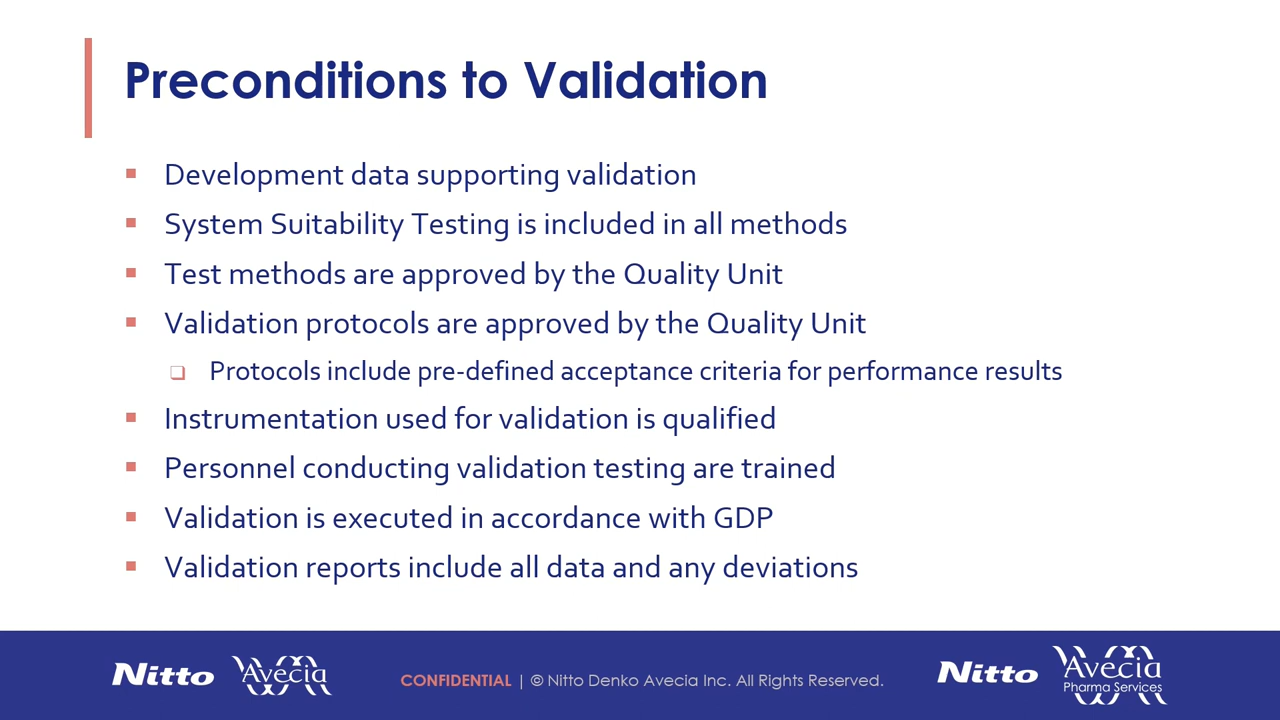 Preconditions to Validation
Development data supporting validation
System Suitability Testing is included in all methods
Test methods are approved by the Quality Unit
Validation protocols are approved by the Quality Unit
Protocols include pre-defined acceptance criteria for performance results
Instrumentation used for validation is qualified
Personnel conducting validation testing are trained
Validation is executed in accordance with GDP
Validation reports include all data and any deviations
Nitto Avecia
CONFIDENTIAL | © Nitto Denko Avecia Inc. All Rights Reserved.
Nitto Avecia
Pharma Services